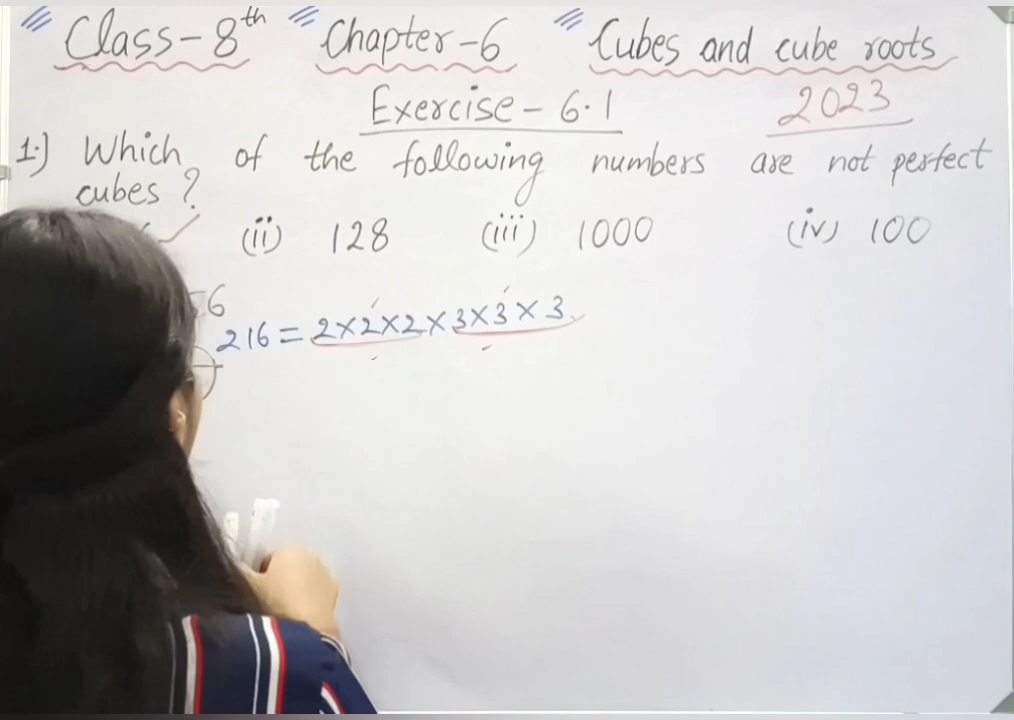 Class-8th Chapter-6 Cubes and cube roots
Exercise-6.1 2023
1.) Which of the following numbers are not perfect
cubes ?
(ii) 128 (iii) 1000 (iv) 100
6
216 = 2×2×2×3×3×3